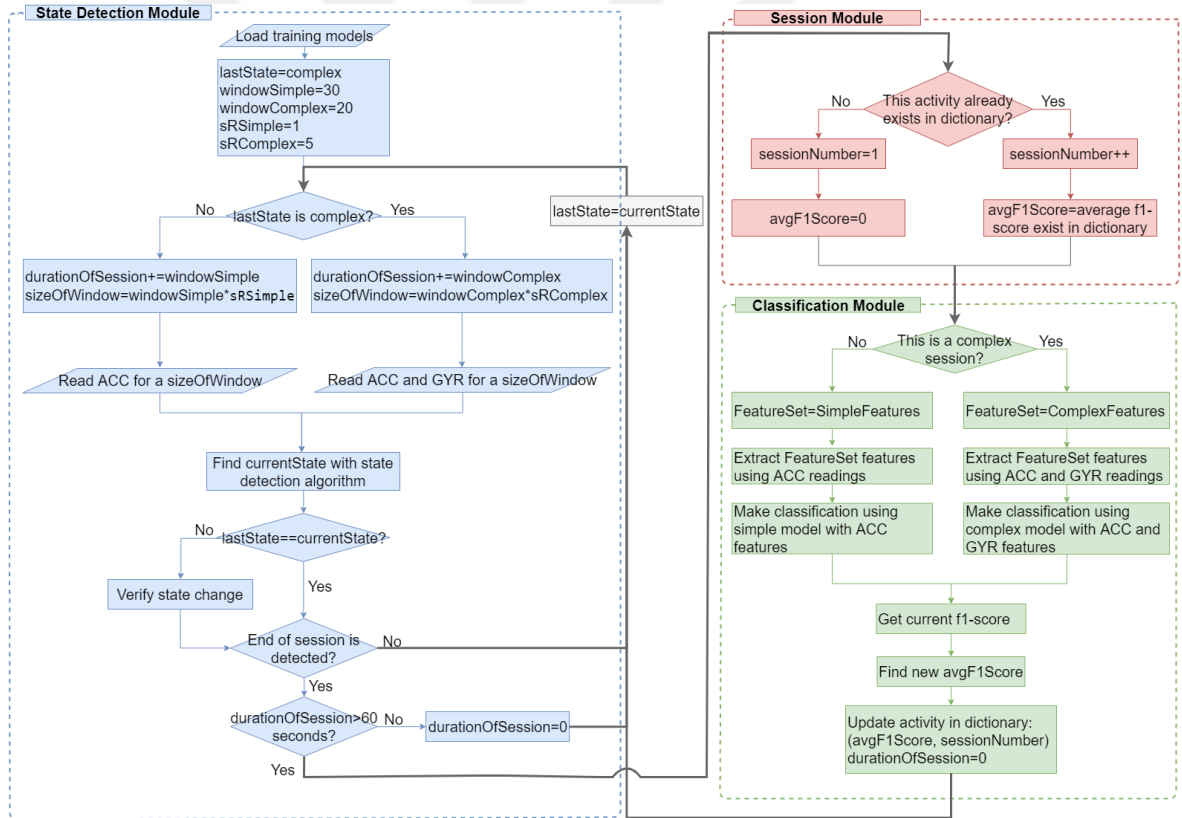 State Detection Module
Load training models
lastState=complex
windowSimple=30
windowComplex=20
sRSimple=1
sRComplex=5
lastState is complex?
No
Yes
lastState=currentState
durationOfSession+=windowSimple
sizeOfWindow=windowSimple*sRSimple
durationOfSession+=windowComplex
sizeOfWindow=windowComplex*sRComplex
Read ACC for a sizeOfWindow
Read ACC and GYR for a sizeOfWindow
Find currentState with state
detection algorithm
No
lastState==currentState?
Verify state change
Yes
End of session is
detected?
No
Yes
durationOfSession>60
seconds?
No
durationOfSession=0
Yes
Session Module
This activity already
exists in dictionary?
No
Yes
sessionNumber=1
sessionNumber++
avgF1Score=0
avgF1Score=average f1-
score exist in dictionary
Classification Module
This is a complex
session?
No
Yes
FeatureSet=SimpleFeatures
FeatureSet=ComplexFeatures
Extract FeatureSet features
using ACC readings
Extract FeatureSet features
using ACC and GYR readings
Make classification using
simple model with ACC
features
Make classification using
complex model with ACC and
GYR features
Get current f1-score
Find new avgF1Score
Update activity in dictionary:
(avgF1Score, sessionNumber)
durationOfSession=0